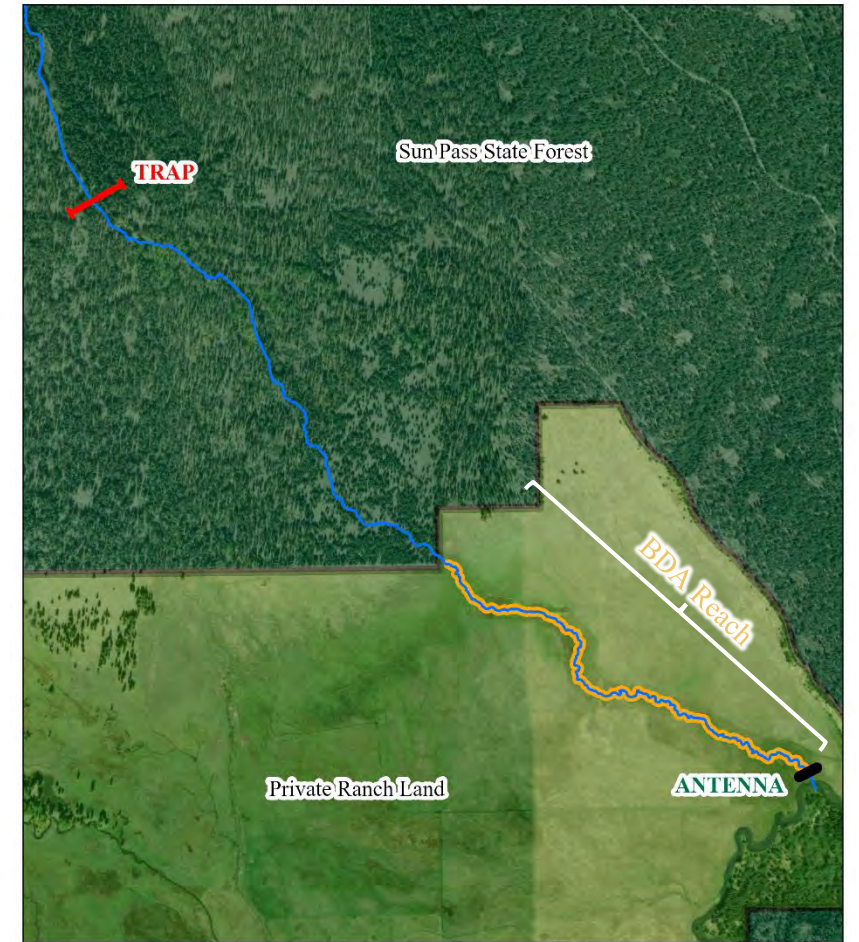 Sun Pass State Forest
TRAP
BDA Reach
ANTENNA
Private Ranch Land